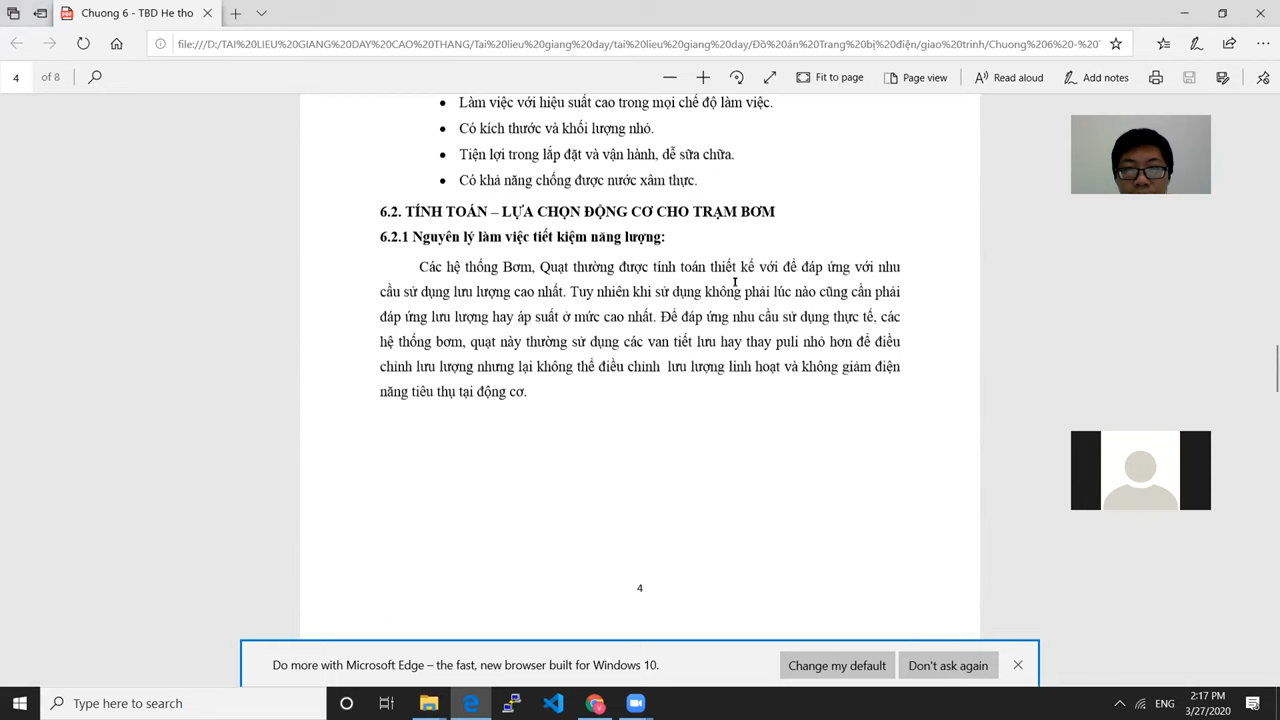 Chuong 6 - TBD He tho
file:///D:/TAI%20LIEU%20GIANG%20DAY%20CAO%20THANG/Tai%20lieu%20giang%20day/tai%20lieu%20giang%20day/Đồ%20án%20Trang%20bị%20điện/giao%20trinh/Chuong%206%20-%20T
4 of 8
Fit to page
Page view
Read aloud
Add notes
• Làm việc với hiệu suất cao trong mọi chế độ làm việc.
• Có kích thước và khối lượng nhỏ.
• Tiện lợi trong lắp đặt và vận hành, dễ sữa chữa.
• Có khả năng chống được nước xâm thực.
6.2. TÍNH TOÁN – LỰA CHỌN ĐỘNG CƠ CHO TRẠM BƠM
6.2.1 Nguyên lý làm việc tiết kiệm năng lượng:
Các hệ thống Bơm, Quạt thường được tính toán thiết kế với để đáp ứng với nhu
cầu sử dụng lưu lượng cao nhất. Tuy nhiên khi sử dụng không phải lúc nào cũng cần phải
đáp ứng lưu lượng hay áp suất ở mức cao nhất. Để đáp ứng nhu cầu sử dụng thực tế, các
hệ thống bơm, quạt này thường sử dụng các van tiết lưu hay thay puli nhỏ hơn để điều
chỉnh lưu lượng nhưng lại không thể điều chỉnh lưu lượng linh hoạt và không giảm điện
năng tiêu thụ tại động cơ.
4
Do more with Microsoft Edge – the fast, new browser built for Windows 10.
Change my default
Don't ask again
Type here to search
ENG
2:17 PM
3/27/2020